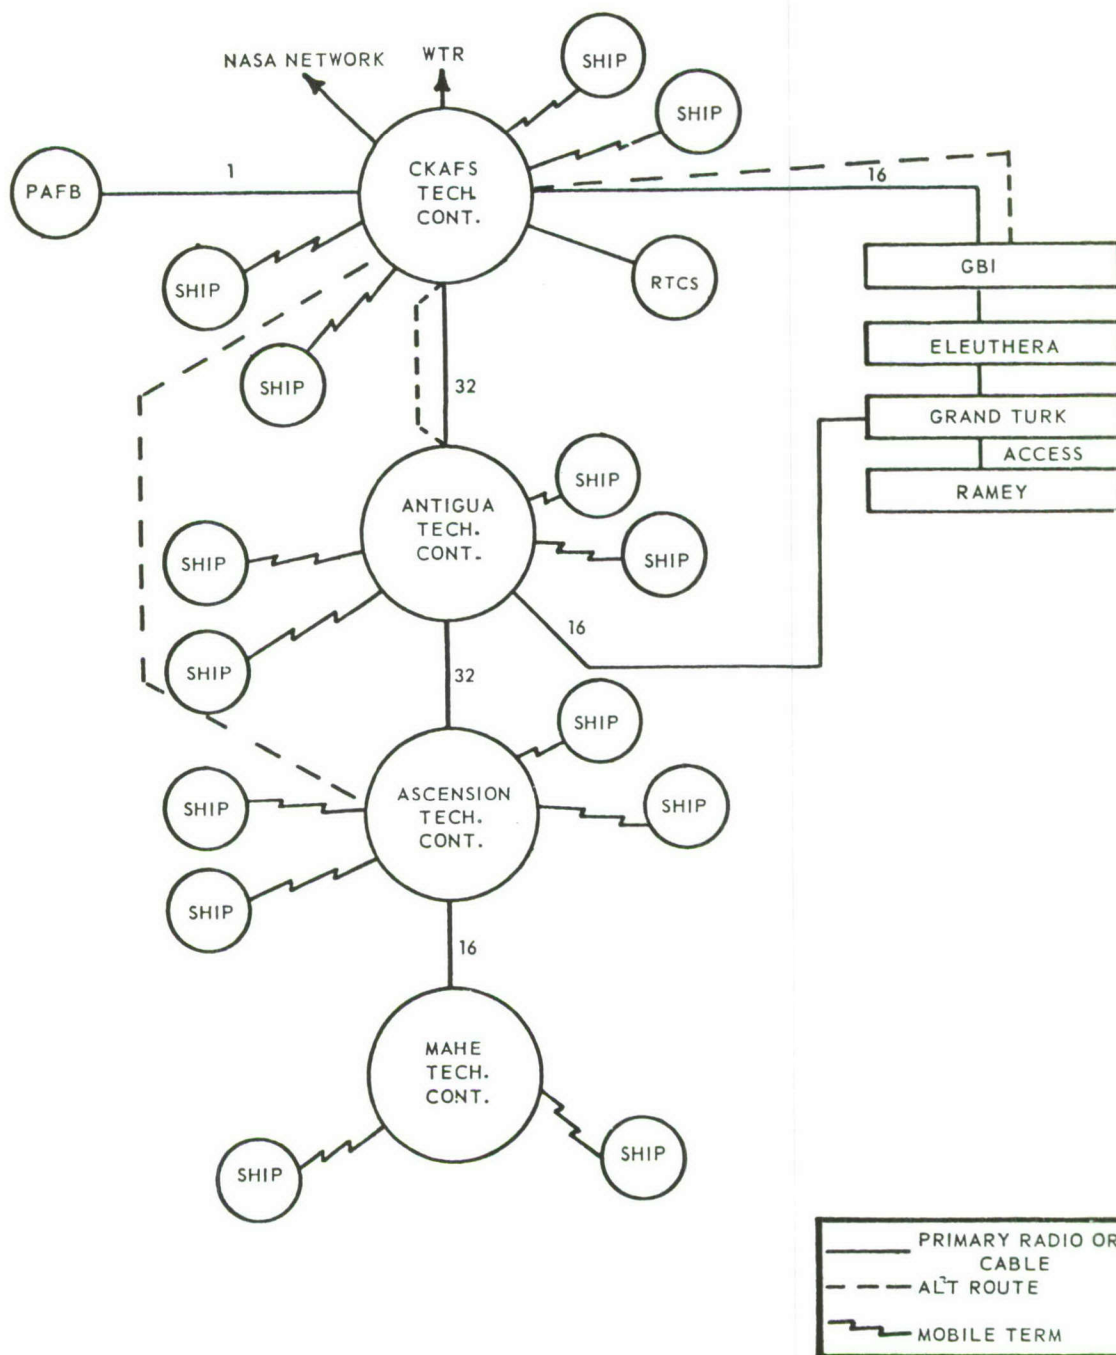 NASA NETWORK
WTR
SHIP
SHIP
PAFB
1
CKAFS
TECH.
CONT.
16
SHIP
RTCS
GBI
SHIP
32
ELEUTHERA
GRAND TURK
ACCESS
RAMEY
ANTIGUA
TECH.
CONT.
SHIP
SHIP
SHIP
SHIP
16
32
SHIP
ASCENSION
TECH.
CONT.
SHIP
SHIP
SHIP
16
MAHE
TECH.
CONT.
SHIP
SHIP
PRIMARY RADIO OR
CABLE
ALT ROUTE
MOBILE TERM